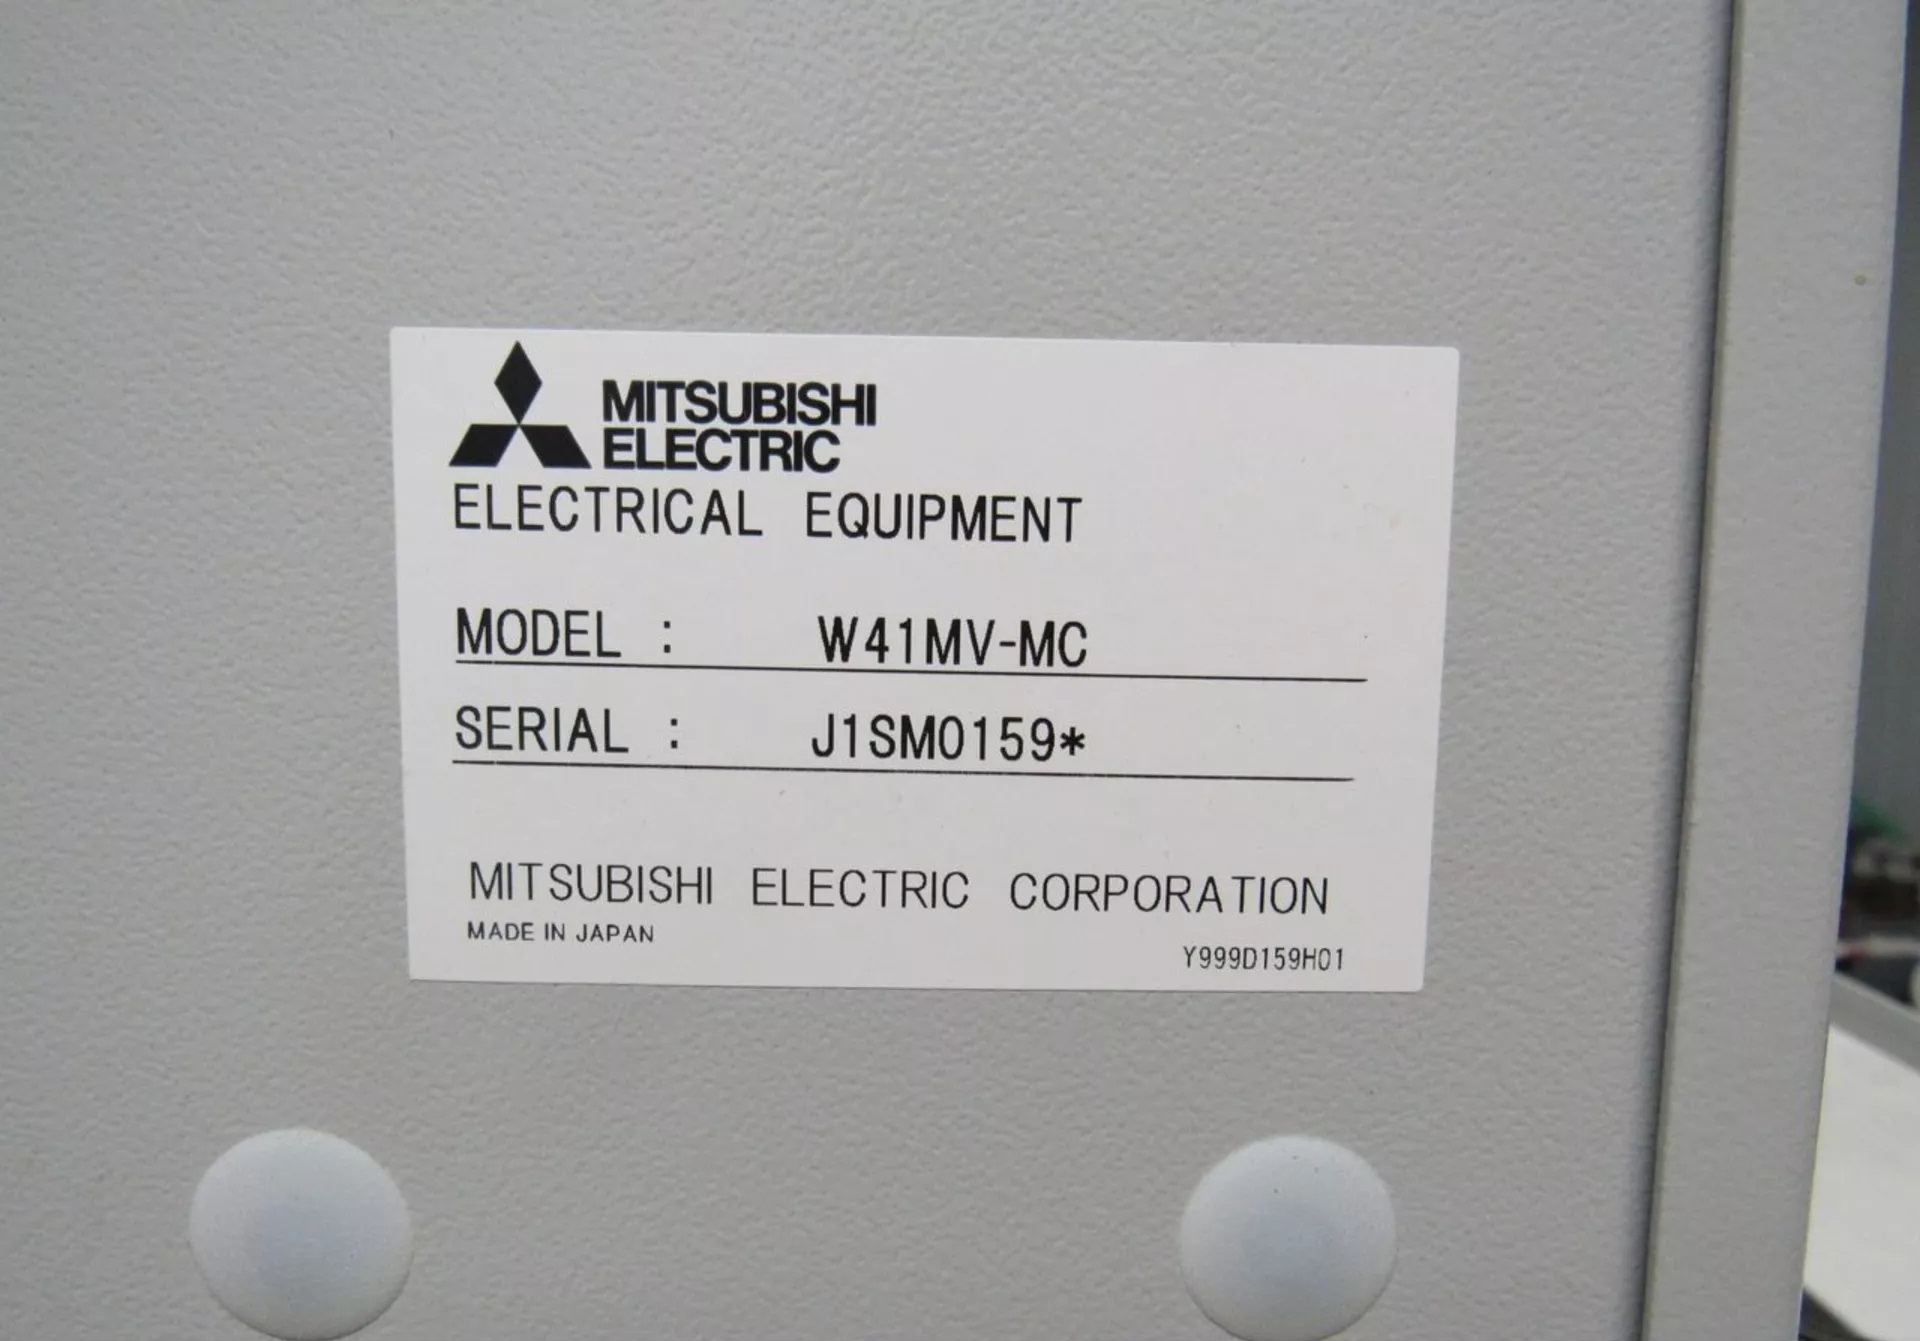 MITSUBISHI
ELECTRIC
ELECTRICAL EQUIPMENT
MODEL : W41MV-MC
SERIAL : J1SM0159*
MITSUBISHI ELECTRIC CORPORATION
MADE IN JAPAN
Y999D159H01